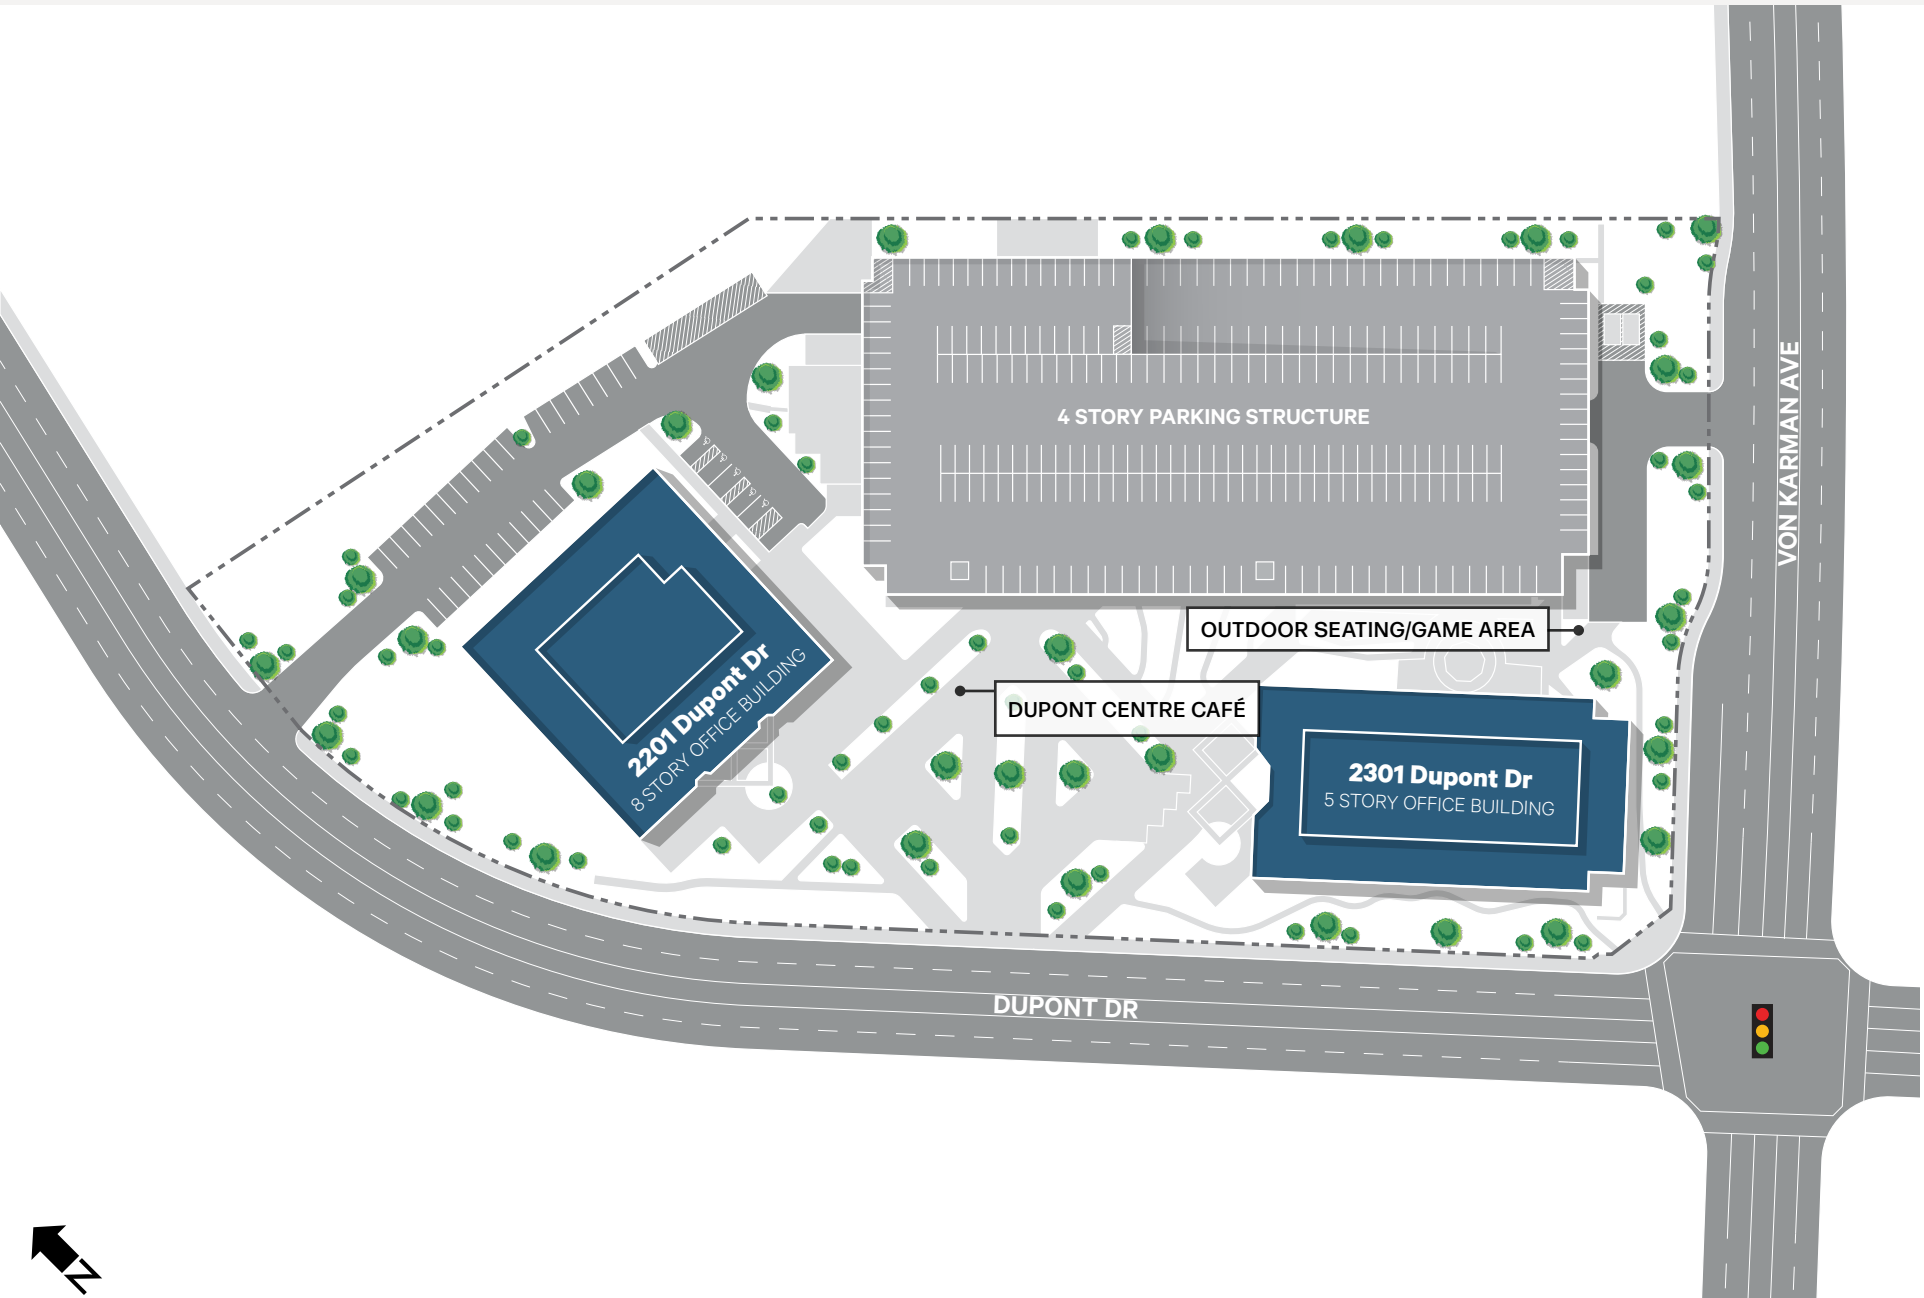 4 STORY PARKING STRUCTURE
VON KARMAN AVE
OUTDOOR SEATING/GAME AREA
DUPONT CENTRE CAFÉ
2201 Dupont Dr
8 STORY OFFICE BUILDING
2301 Dupont Dr
5 STORY OFFICE BUILDING
DUPONT DR
N